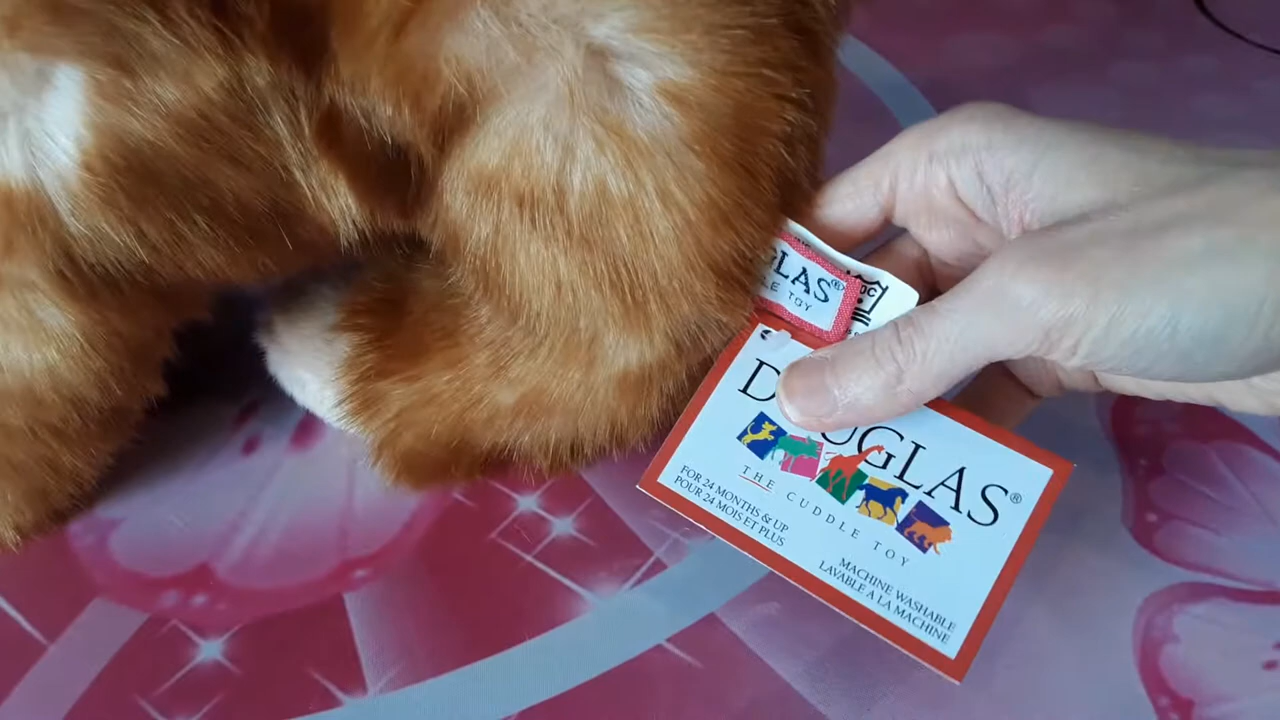 GLAS®
LE TOY
D UGLAS®
THE CUDDLE TOY
FOR 24 MONTHS & UP
POUR 24 MOIS ET PLUS
MACHINE WASHABLE
LAVABLE A LA MACHINE